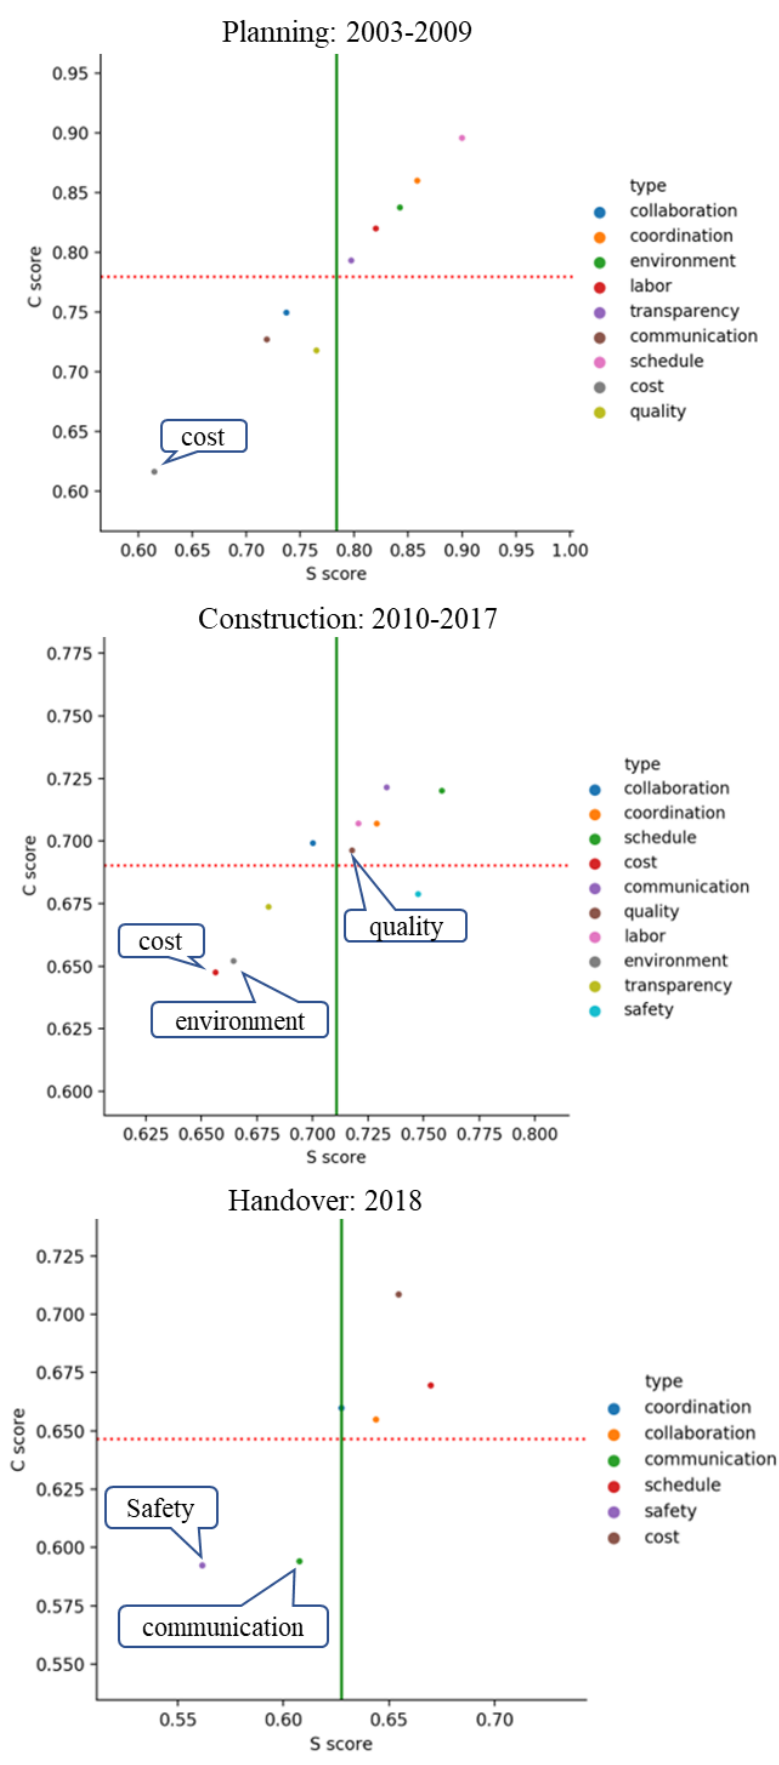 Planning: 2003-2009
0.95
0.90
0.85
0.80
0.75
0.70
0.65
0.60
C score
cost
0.60 0.65 0.70 0.75 0.80 0.85 0.90 0.95 1.00
S score
type
collaboration
coordination
environment
labor
transparency
communication
schedule
cost
quality
Construction: 2010-2017
0.775
0.750
0.725
0.700
0.675
0.650
0.625
0.600
C score
quality
cost
environment
0.625 0.650 0.675 0.700 0.725 0.750 0.775 0.800
S score
type
collaboration
coordination
schedule
cost
communication
quality
labor
environment
transparency
safety
Handover: 2018
0.725
0.700
0.675
0.650
0.625
0.600
0.575
0.550
C score
Safety
communication
0.55 0.60 0.65 0.70
S score
type
coordination
collaboration
communication
schedule
safety
cost